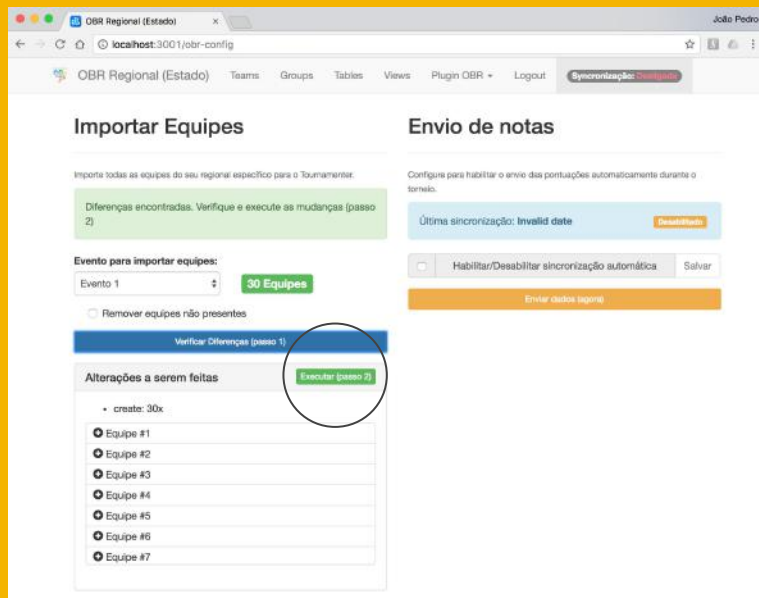 OBR Regional (Estado)
João Pedro
localhost:3001/obr-config
OBR Regional (Estado) Teams Groups Tables Views Plugin OBR Logout Syncronização: Desligado
Importar Equipes
Importe todas as equipes do seu regional específico para o Tournamenter.
Diferenças encontradas. Verifique e execute as mudanças (passo
2)
Evento para importar equipes:
Evento 1
30 Equipes
Remover equipes não presentes
Verificar Diferenças (passo 1)
Alterações a serem feitas
Executar (passo 2)
create: 30x
Equipe #1
Equipe #2
Equipe #3
Equipe #4
Equipe #5
Equipe #6
Equipe #7
Envio de notas
Configure para habilitar o envio das pontuações automaticamente durante o
torneio.
Última sincronização: Invalid date
Desabilitado
Habilitar/Desabilitar sincronização automática
Salvar
Enviar dados (agora)